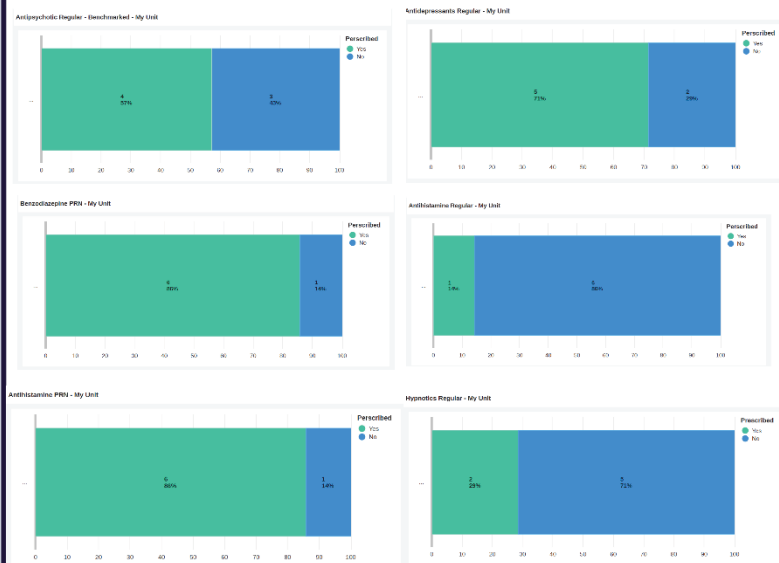 Antipsychotic Regular - Benchmarked - My Unit
Perscribed
Yes
No
4
57%
3
43%
0 10 20 30 40 50 60 70 80 90 100
Antidepressants Regular - My Unit
Perscribed
Yes
No
5
71%
2
29%
0 10 20 30 40 50 60 70 80 90 100
Benzodiazepine PRN - My Unit
Perscribed
Yes
No
6
86%
1
14%
0 10 20 30 40 50 60 70 80 90 100
Antihistamine Regular - My Unit
Perscribed
Yes
No
1
14%
6
86%
0 10 20 30 40 50 60 70 80 90 100
Antihistamine PRN - My Unit
Perscribed
Yes
No
6
86%
1
14%
0 10 20 30 40 50 60 70 80 90 100
Hypnotics Regular - My Unit
Prescribed
Yes
No
2
29%
5
71%
0 10 20 30 40 50 60 70 80 90 100